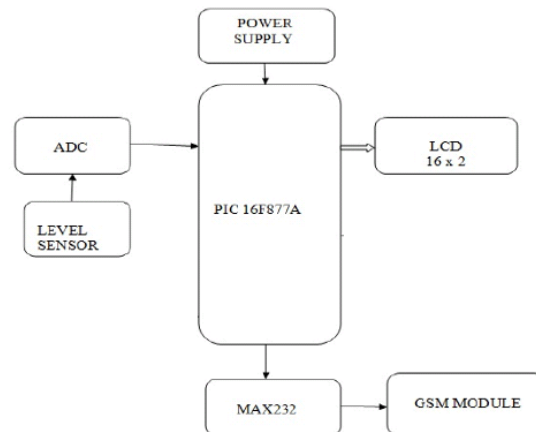 POWER
SUPPLY
ADC
LCD
16 x 2
PIC 16F877A
LEVEL
SENSOR
MAX232
GSM MODULE